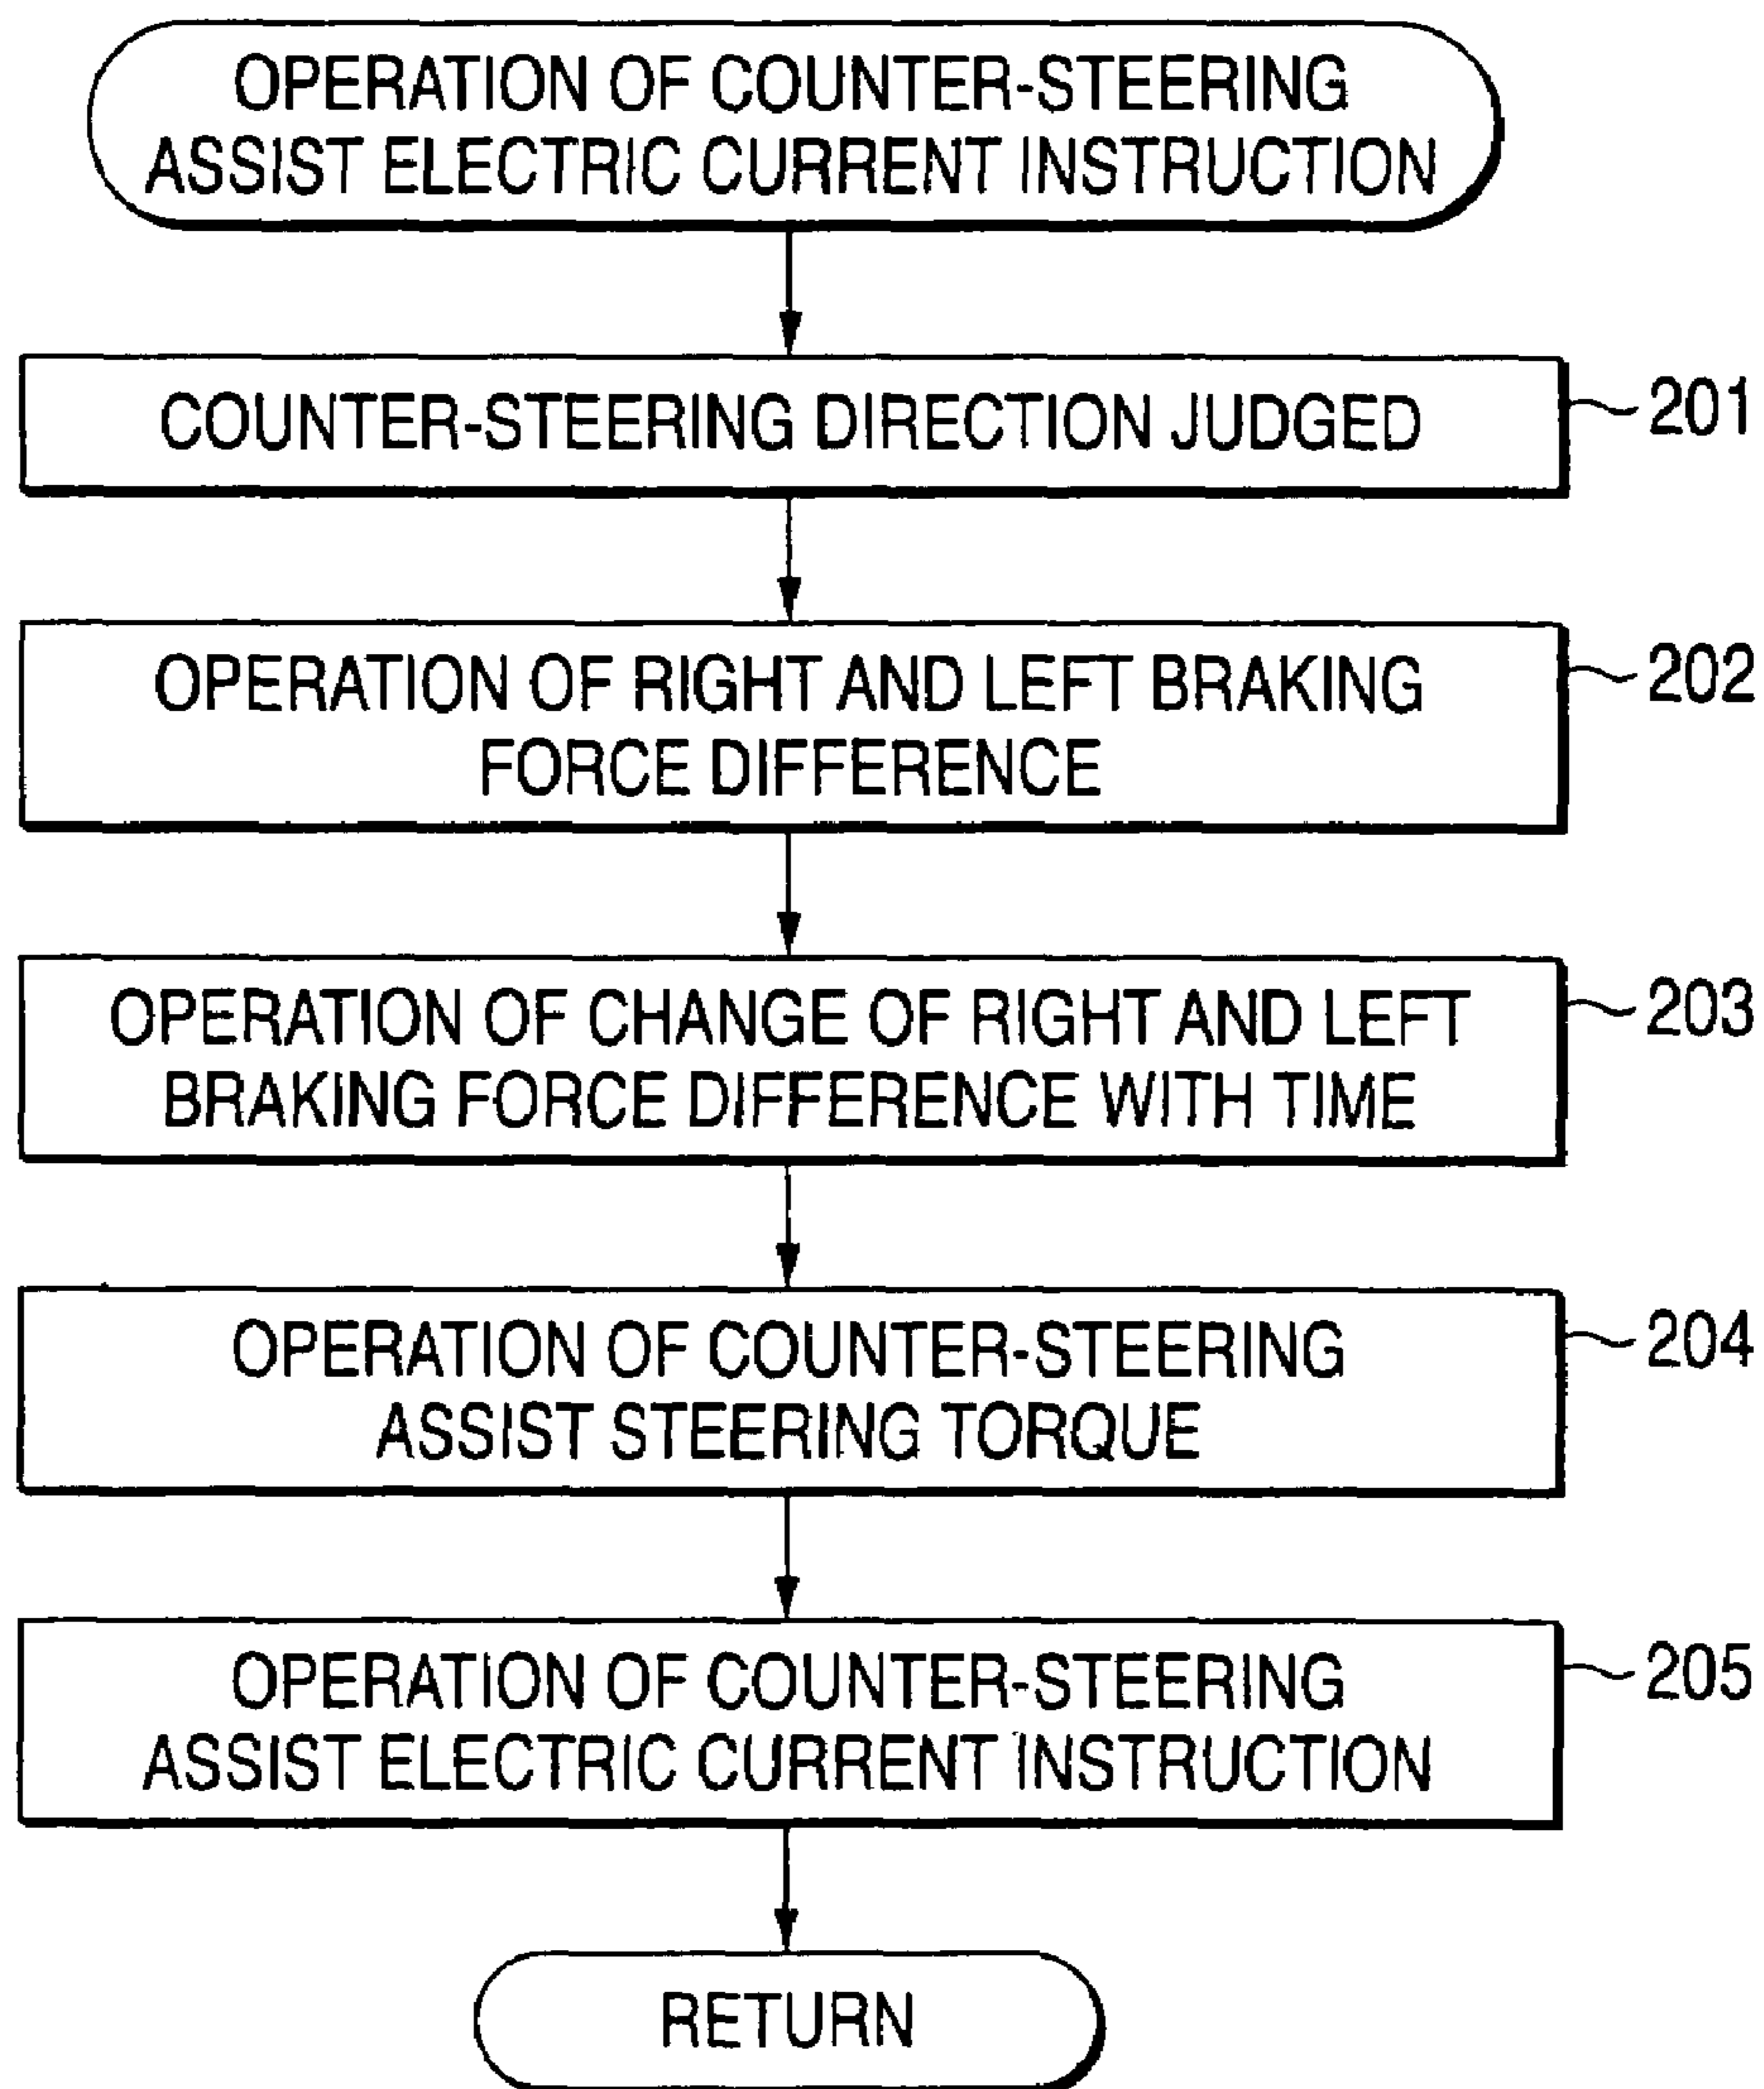 OPERATION OF COUNTER-STEERING
ASSIST ELECTRIC CURRENT INSTRUCTION
COUNTER-STEERING DIRECTION JUDGED
201
OPERATION OF RIGHT AND LEFT BRAKING
FORCE DIFFERENCE
202
OPERATION OF CHANGE OF RIGHT AND LEFT
BRAKING FORCE DIFFERENCE WITH TIME
203
OPERATION OF COUNTER-STEERING
ASSIST STEERING TORQUE
204
OPERATION OF COUNTER-STEERING
ASSIST ELECTRIC CURRENT INSTRUCTION
205
RETURN